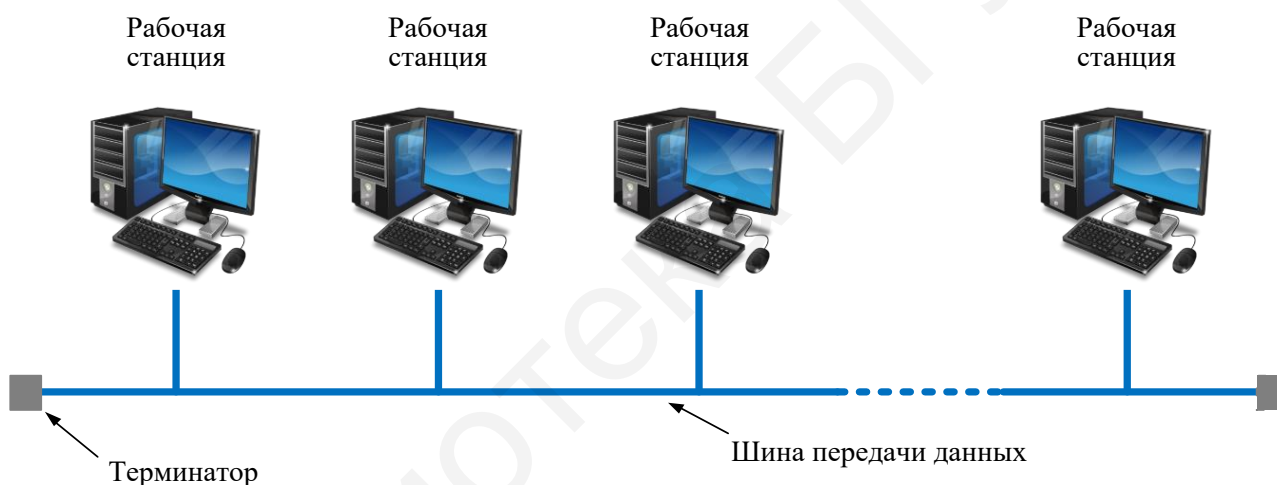 Рабочая
станция
Рабочая
станция
Рабочая
станция
Рабочая
станция
Шина передачи данных
Терминатор